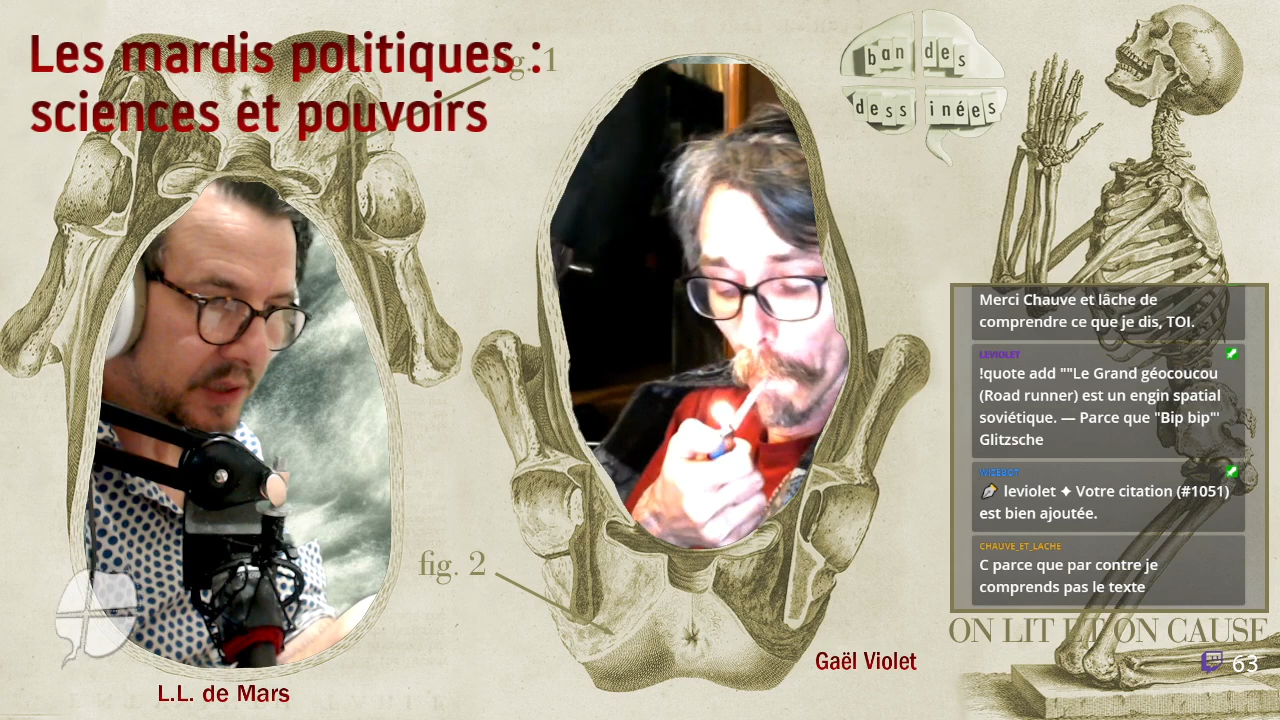 Les mardis politiques :
sciences et pouvoirs
fig. 1
ban des
dess inées
Merci Chauve et lâche de
comprendre ce que je dis, TOI.
LEVIOLET
!quote add ""Le Grand géocoucou
(Road runner) est un engin spatial
soviétique. — Parce que "Bip bip"'
Glitzsche
WIZEBOT
leviolet ✦ Votre citation (#1051)
est bien ajoutée.
CHAUVE_ET_LACHE
C parce que par contre je
comprends pas le texte
fig. 2
ON LIT ET ON CAUSE
63
Gaël Violet
L.L. de Mars